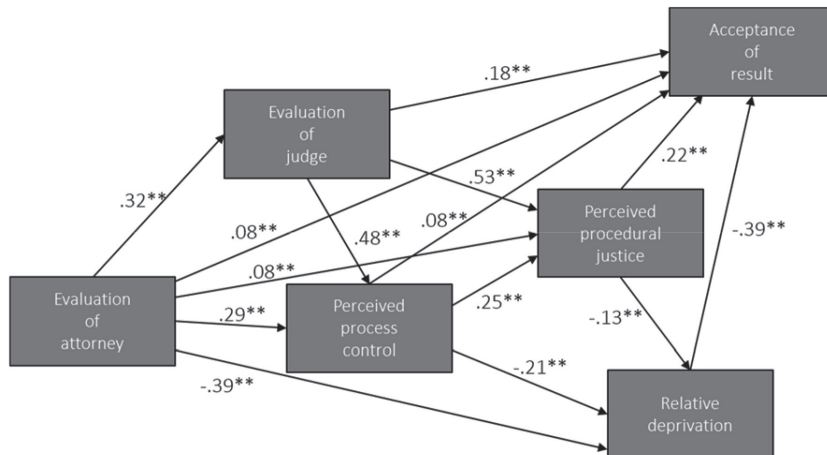 Acceptance
of
result
.18**
Evaluation
of
judge
.32**
.53**
.22**
.08**
.48**
.08**
Perceived
procedural
justice
-.39**
.08**
Evaluation
of
attorney
.29**
Perceived
process
control
.25**
-.13**
-.21**
-.39**
Relative
deprivation